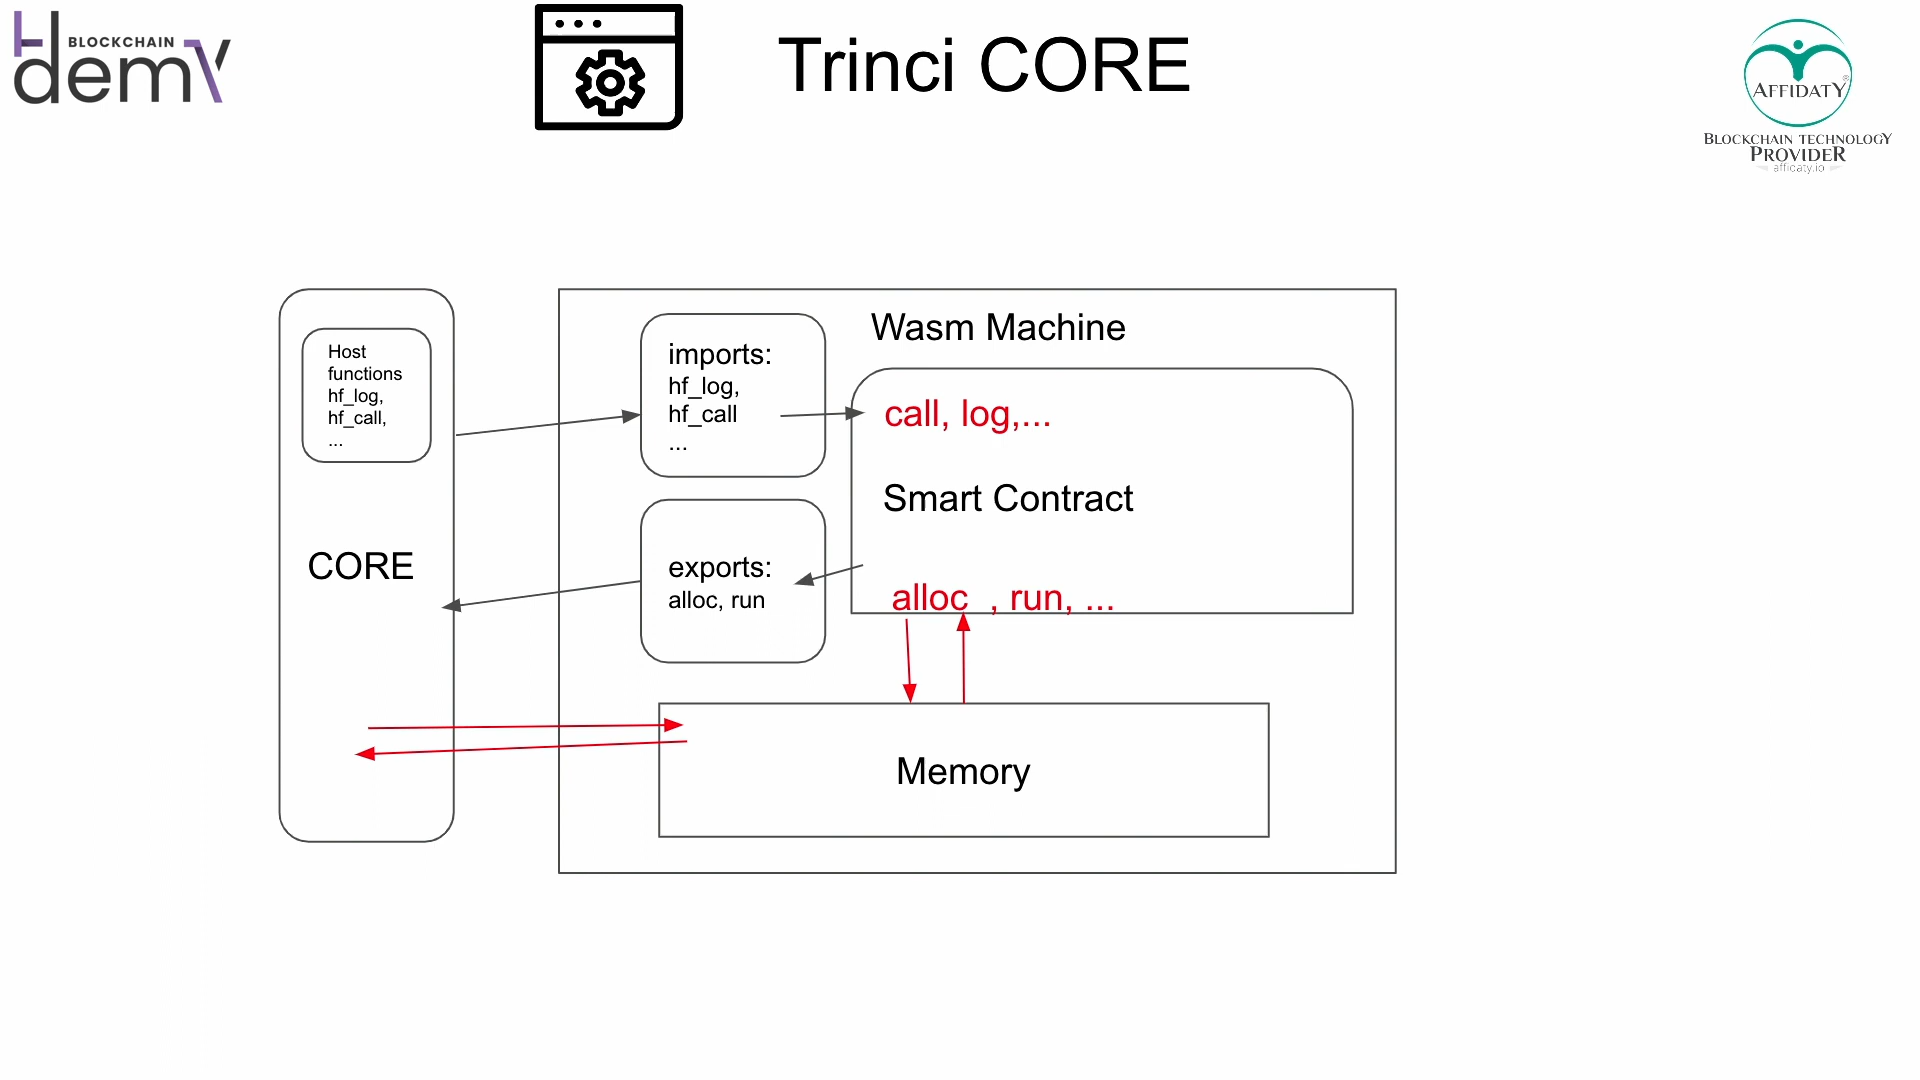 BLOCKCHAIN
demy
Trinci CORE
AFFIDATY®
BLOCKCHAIN TECHNOLOGY
PROVIDER
affidaty.io
Host
functions
hf_log,
hf_call,
...
CORE
imports:
hf_log,
hf_call
...
exports:
alloc, run
Wasm Machine
call, log,...
Smart Contract
alloc , run, ...
Memory